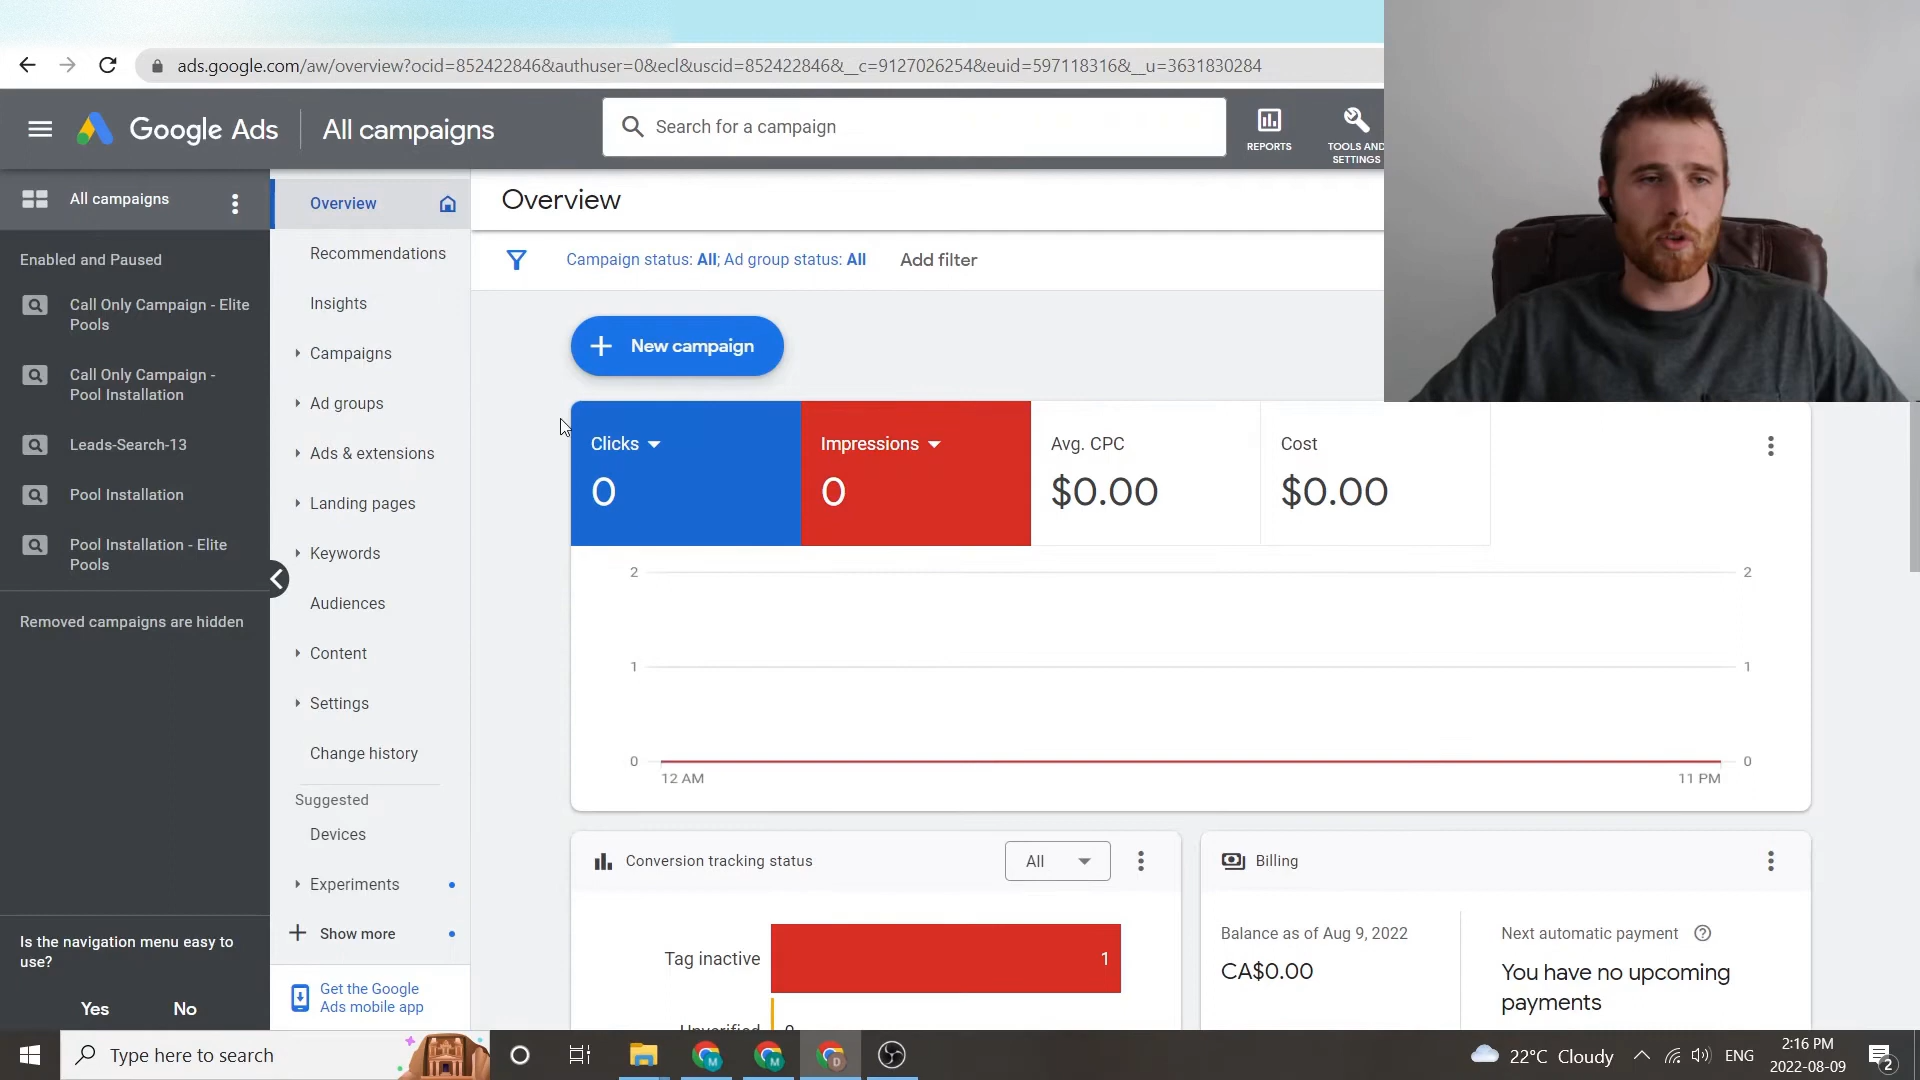 ads.google.com/aw/overview?ocid=852422846&authuser=0&ecl&uscid=852422846&__c=9127026254&euid=597118316&__u=3631830284
Google Ads
All campaigns
Search for a campaign
REPORTS
TOOLS AND
SETTINGS
All campaigns
Enabled and Paused
Call Only Campaign - Elite
Pools
Call Only Campaign -
Pool Installation
Leads-Search-13
Pool Installation
Pool Installation - Elite
Pools
Removed campaigns are hidden
Is the navigation menu easy to
use?
Yes
No
Overview
Recommendations
Insights
Campaigns
Ad groups
Ads & extensions
Landing pages
Keywords
Audiences
Content
Settings
Change history
Suggested
Devices
Experiments
Show more
Get the Google
Ads mobile app
Overview
Campaign status: All; Ad group status: All
Add filter
New campaign
Clicks
0
Impressions
0
Avg. CPC
$0.00
Cost
$0.00
2
2
1
1
0
0
12 AM
11 PM
Conversion tracking status
All
Tag inactive
1
Billing
Balance as of Aug 9, 2022
CA$0.00
Next automatic payment
You have no upcoming
payments
Type here to search
22°C Cloudy
ENG
2:16 PM
2022-08-09
2